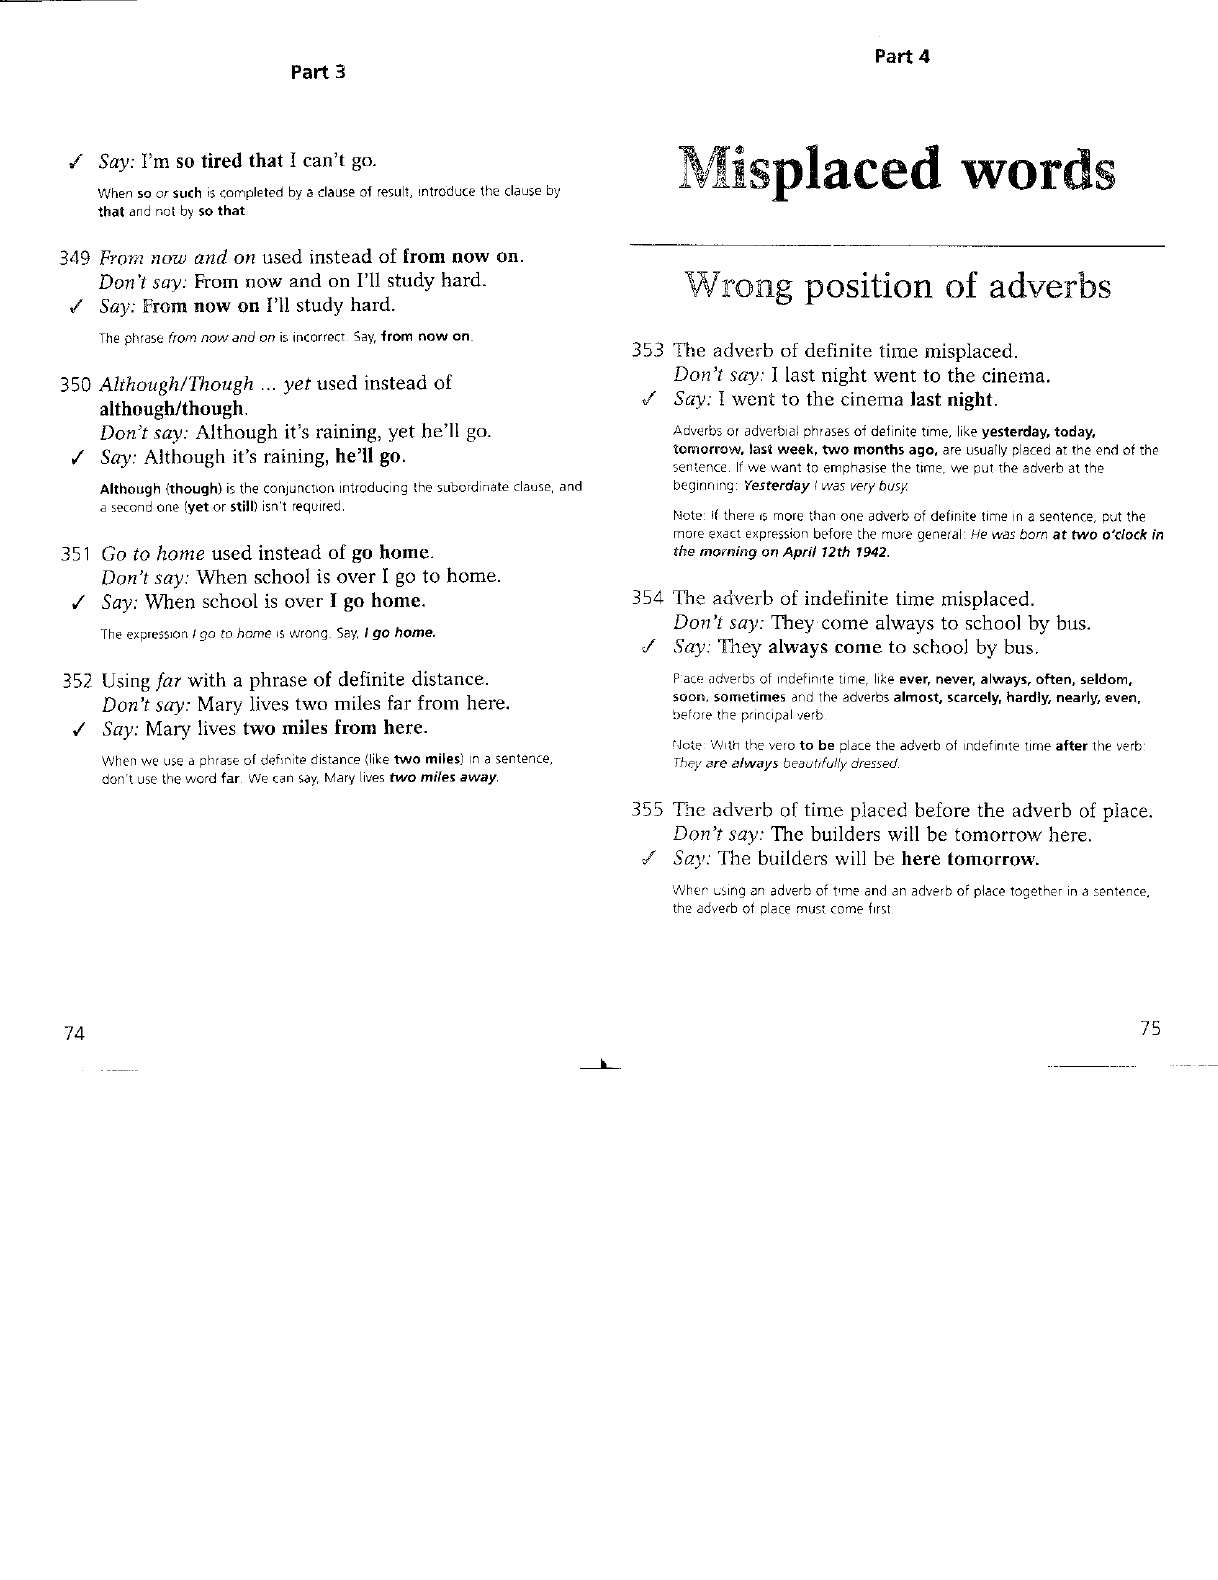 Part 3
✓ Say: I'm so tired that I can't go.
When so or such is completed by a clause of result, introduce the clause by
that and not by so that
349 From now and on used instead of from now on.
Don't say: From now and on I'll study hard.
✓ Say: From now on I'll study hard.
The phrase from now and on is incorrect. Say, from now on.
350 Although/Though ... yet used instead of
although/though.
Don't say: Although it's raining, yet he'll go.
✓ Say: Although it's raining, he'll go.
Although (though) is the conjunction introducing the subordinate clause, and
a second one (yet or still) isn't required.
351 Go to home used instead of go home.
Don't say: When school is over I go to home.
✓ Say: When school is over I go home.
The expression I go to home is wrong. Say, I go home.
352 Using far with a phrase of definite distance.
Don't say: Mary lives two miles far from here.
✓ Say: Mary lives two miles from here.
When we use a phrase of definite distance (like two miles) in a sentence,
don't use the word far. We can say, Mary lives two miles away.
74
Part 4
Misplaced words
Wrong position of adverbs
353 The adverb of definite time misplaced.
Don't say: I last night went to the cinema.
✓ Say: I went to the cinema last night.
Adverbs or adverbial phrases of definite time, like yesterday, today,
tomorrow, last week, two months ago, are usually placed at the end of the
sentence. If we want to emphasise the time, we put the adverb at the
beginning: Yesterday I was very busy.
Note: If there is more than one adverb of definite time in a sentence, put the
more exact expression before the more general: He was born at two o'clock in
the morning on April 12th 1942.
354 The adverb of indefinite time misplaced.
Don't say: They come always to school by bus.
✓ Say: They always come to school by bus.
Place adverbs of indefinite time, like ever, never, always, often, seldom,
soon, sometimes and the adverbs almost, scarcely, hardly, nearly, even,
before the principal verb.
Note: With the verb to be place the adverb of indefinite time after the verb:
They are always beautifully dressed.
355 The adverb of time placed before the adverb of place.
Don't say: The builders will be tomorrow here.
✓ Say: The builders will be here tomorrow.
When using an adverb of time and an adverb of place together in a sentence,
the adverb of place must come first.
75